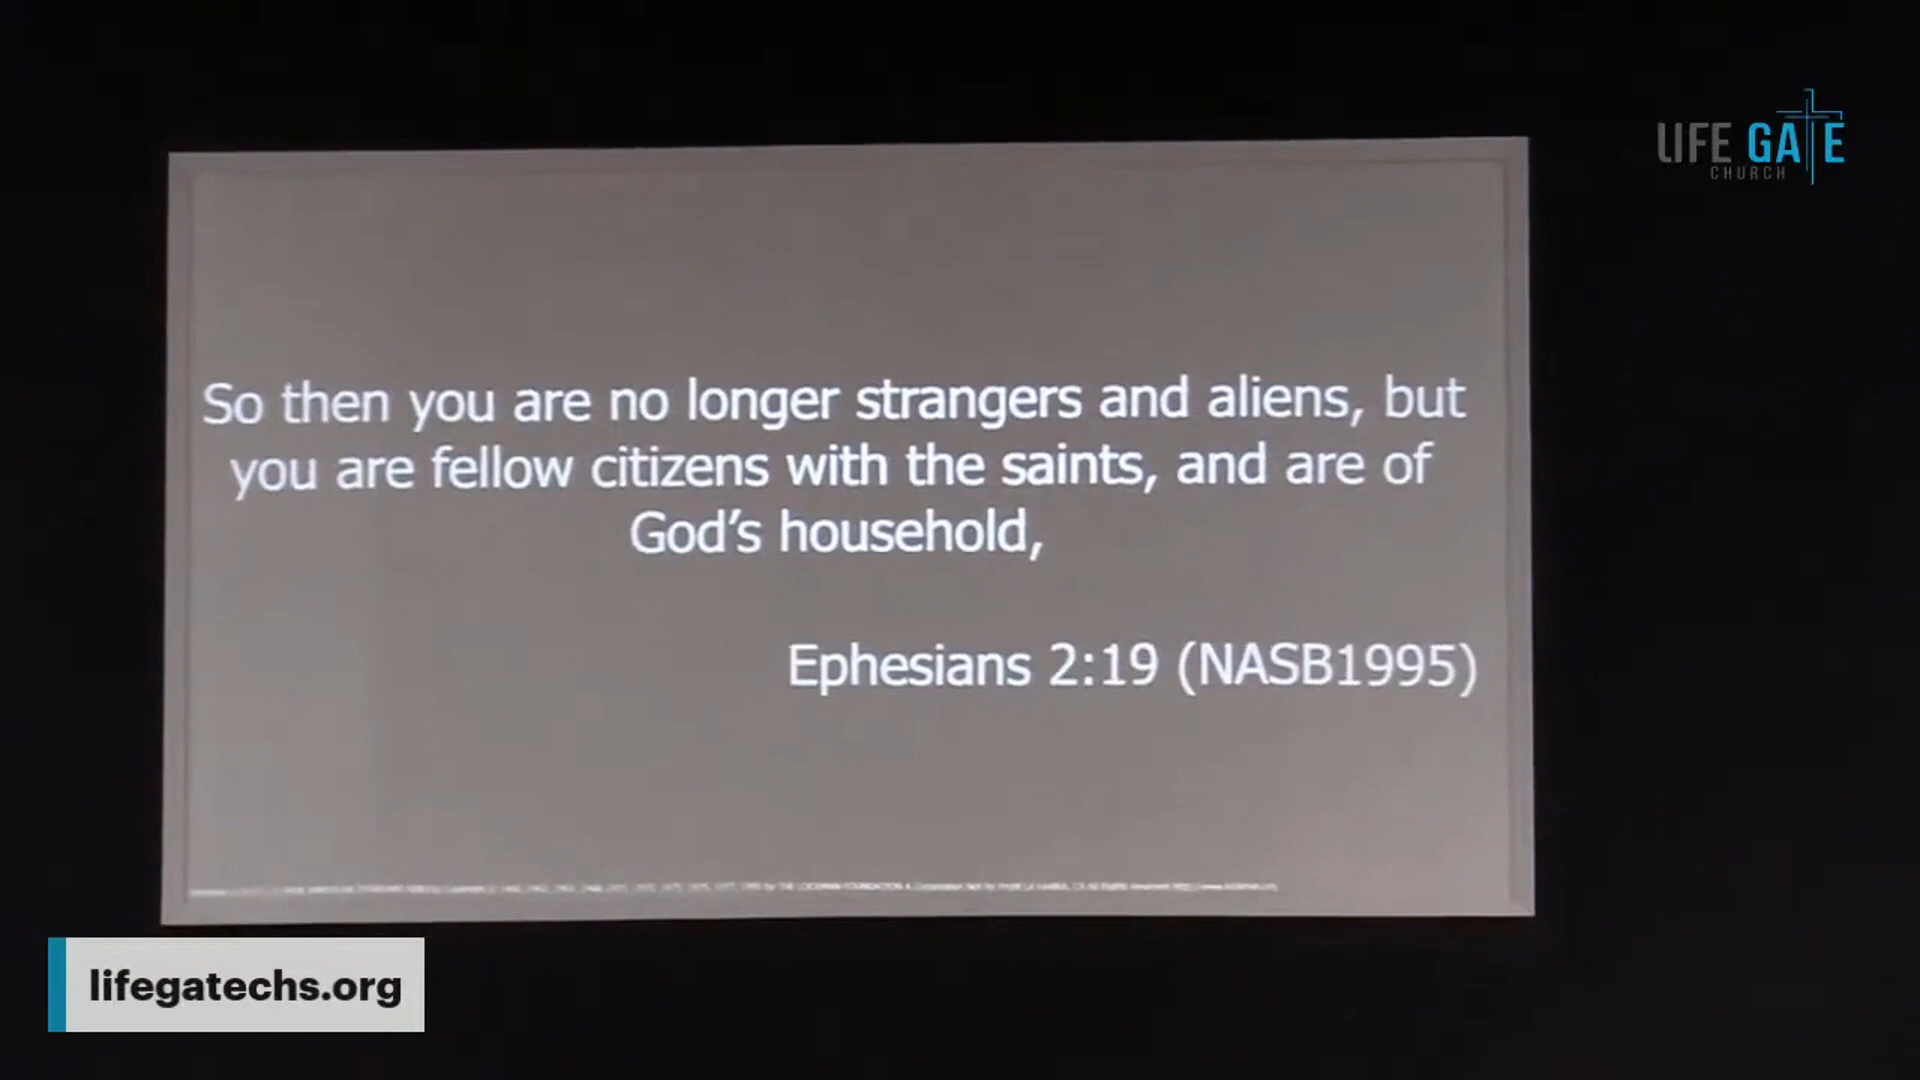 LIFE GATE
CHURCH
So then you are no longer strangers and aliens, but
you are fellow citizens with the saints, and are of
God's household,
Ephesians 2:19 (NASB1995)
lifegatechs.org